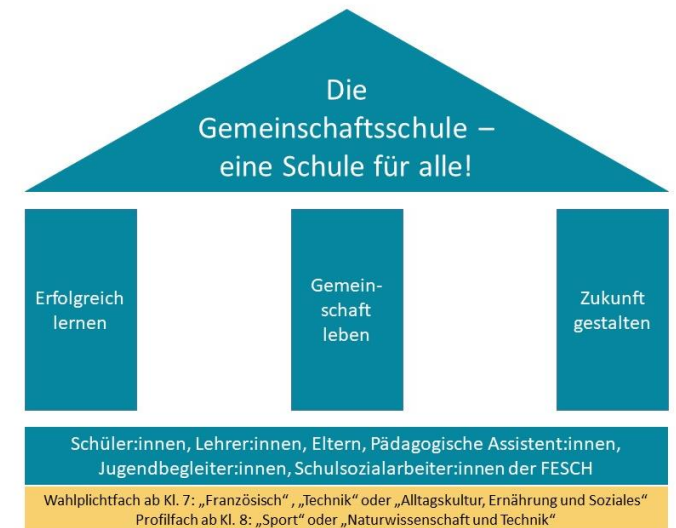 Die
Gemeinschaftsschule –
eine Schule für alle!
Erfolgreich
lernen
Gemein-
schaft
leben
Zukunft
gestalten
Schüler:innen, Lehrer:innen, Eltern, Pädagogische Assistent:innen,
Jugendbegleiter:innen, Schulsozialarbeiter:innen der FESCH
Wahlplichtfach ab Kl. 7: „Französisch“ , „Technik“ oder „Alltagskultur, Ernährung und Soziales“
Profilfach ab Kl. 8: „Sport“ oder „Naturwissenschaft und Technik“